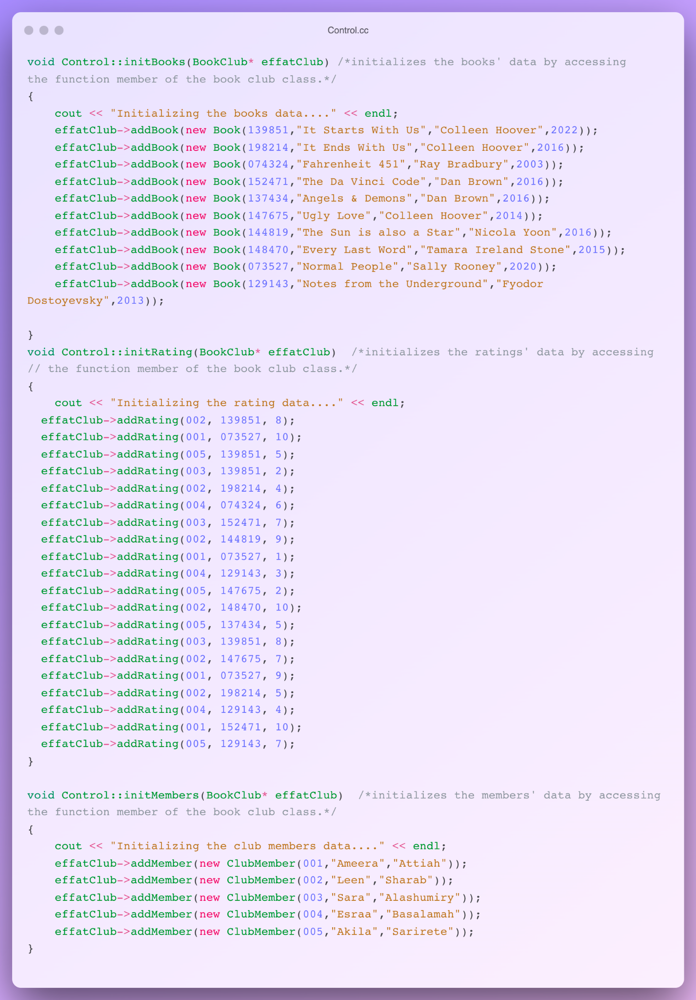 Control.cc
void Control::initBooks(BookClub* effatClub) /*initializes the books' data by accessing
the function member of the book club class.*/
{
    cout << "Initializing the books data...." << endl;
    effatClub->addBook(new Book(139851,"It Starts With Us","Colleen Hoover",2022));
    effatClub->addBook(new Book(198214,"It Ends With Us","Colleen Hoover",2016));
    effatClub->addBook(new Book(074324,"Fahrenheit 451","Ray Bradbury",2003));
    effatClub->addBook(new Book(152471,"The Da Vinci Code","Dan Brown",2016));
    effatClub->addBook(new Book(137434,"Angels & Demons","Dan Brown",2016));
    effatClub->addBook(new Book(147675,"Ugly Love","Colleen Hoover",2014));
    effatClub->addBook(new Book(144819,"The Sun is also a Star","Nicola Yoon",2016));
    effatClub->addBook(new Book(148470,"Every Last Word","Tamara Ireland Stone",2015));
    effatClub->addBook(new Book(073527,"Normal People","Sally Rooney",2020));
    effatClub->addBook(new Book(129143,"Notes from the Underground","Fyodor
Dostoyevsky",2013));

}
void Control::initRating(BookClub* effatClub)  /*initializes the ratings' data by accessing
// the function member of the book club class.*/
{
    cout << "Initializing the rating data...." << endl;
  effatClub->addRating(002, 139851, 8);
  effatClub->addRating(001, 073527, 10);
  effatClub->addRating(005, 139851, 5);
  effatClub->addRating(003, 139851, 2);
  effatClub->addRating(002, 198214, 4);
  effatClub->addRating(004, 074324, 6);
  effatClub->addRating(003, 152471, 7);
  effatClub->addRating(002, 144819, 9);
  effatClub->addRating(001, 073527, 1);
  effatClub->addRating(004, 129143, 3);
  effatClub->addRating(005, 147675, 2);
  effatClub->addRating(002, 148470, 10);
  effatClub->addRating(005, 137434, 5);
  effatClub->addRating(003, 139851, 8);
  effatClub->addRating(002, 147675, 7);
  effatClub->addRating(001, 073527, 9);
  effatClub->addRating(002, 198214, 5);
  effatClub->addRating(004, 129143, 4);
  effatClub->addRating(001, 152471, 10);
  effatClub->addRating(005, 129143, 7);
}

void Control::initMembers(BookClub* effatClub)  /*initializes the members' data by accessing
the function member of the book club class.*/
{
    cout << "Initializing the club members data...." << endl;
    effatClub->addMember(new ClubMember(001,"Ameera","Attiah"));
    effatClub->addMember(new ClubMember(002,"Leen","Sharab"));
    effatClub->addMember(new ClubMember(003,"Sara","Alashumiry"));
    effatClub->addMember(new ClubMember(004,"Esraa","Basalamah"));
    effatClub->addMember(new ClubMember(005,"Akila","Sarirete"));
}